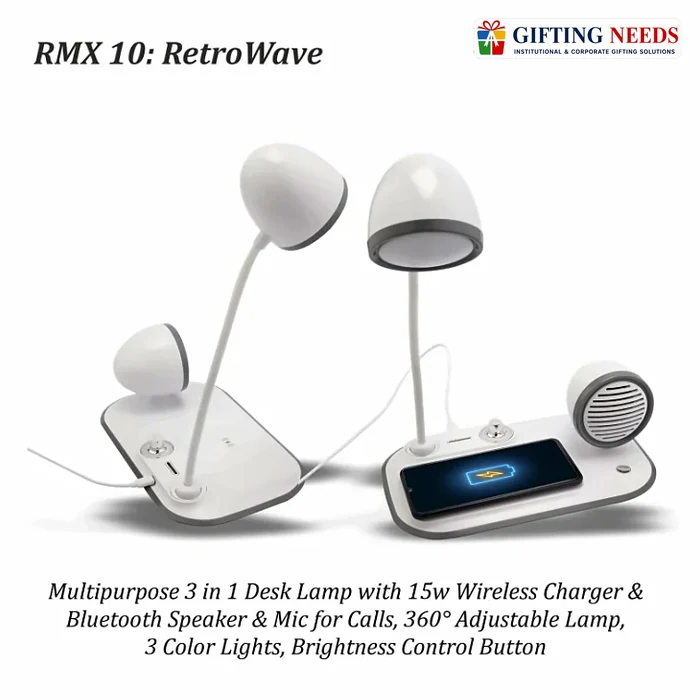 RMX 10: RetroWave
GIFTING NEEDS
INSTITUTIONAL & CORPORATE GIFTING SOLUTIONS
Multipurpose 3 in 1 Desk Lamp with 15w Wireless Charger &
Bluetooth Speaker & Mic for Calls, 360° Adjustable Lamp,
3 Color Lights, Brightness Control Button